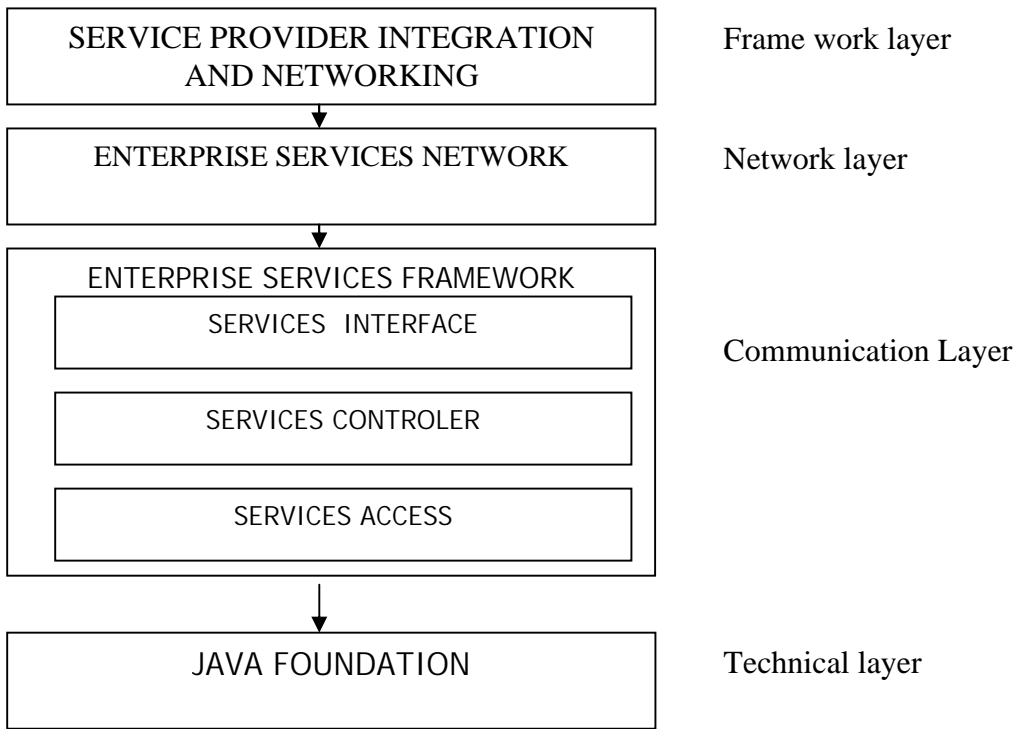 SERVICE PROVIDER INTEGRATION
AND NETWORKING
Frame work layer
ENTERPRISE SERVICES NETWORK
Network layer
ENTERPRISE SERVICES FRAMEWORK
SERVICES INTERFACE
Communication Layer
SERVICES CONTROLER
SERVICES ACCESS
JAVA FOUNDATION
Technical layer